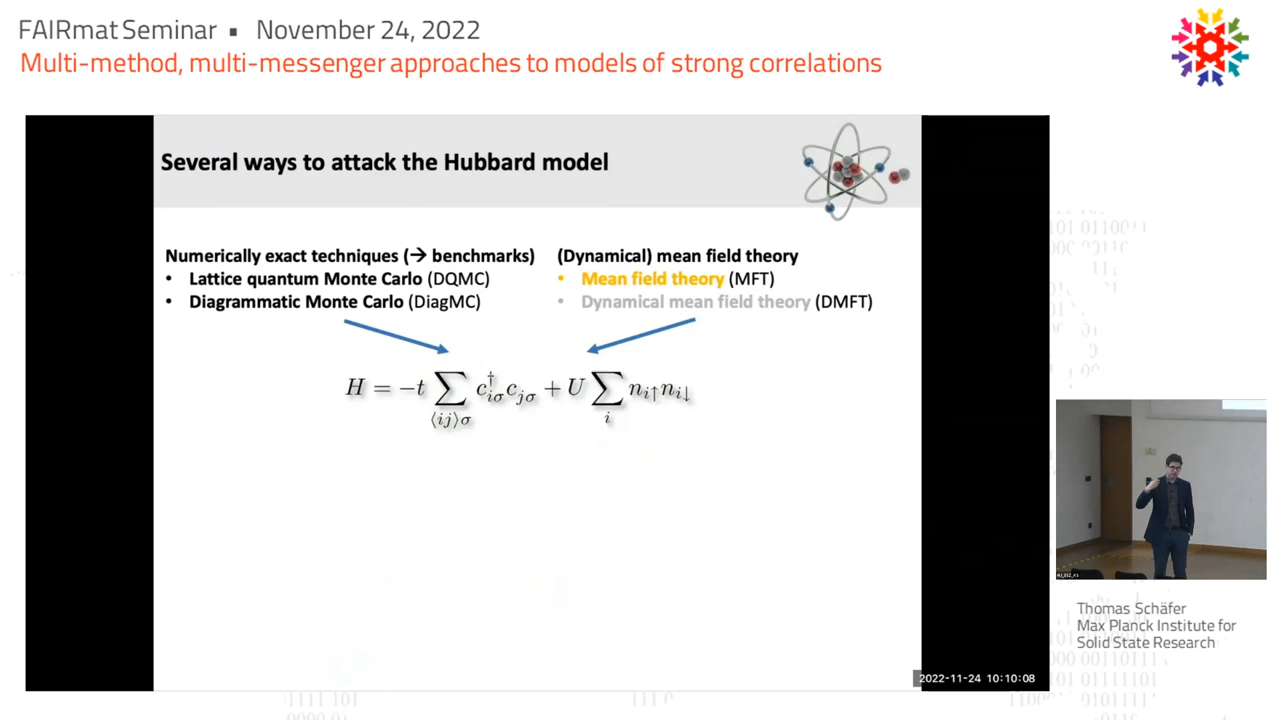 FAIRmat Seminar ▪ November 24, 2022
Multi-method, multi-messenger approaches to models of strong correlations
Several ways to attack the Hubbard model
Numerically exact techniques (→ benchmarks)
• Lattice quantum Monte Carlo (DQMC)
• Diagrammatic Monte Carlo (DiagMC)
(Dynamical) mean field theory
• Mean field theory (MFT)
• Dynamical mean field theory (DMFT)
H = −t ∑⟨ij⟩σ c†iσ cjσ + U ∑i ni↑ ni↓
Thomas Schäfer
Max Planck Institute for
Solid State Research
2022-11-24 10:10:08